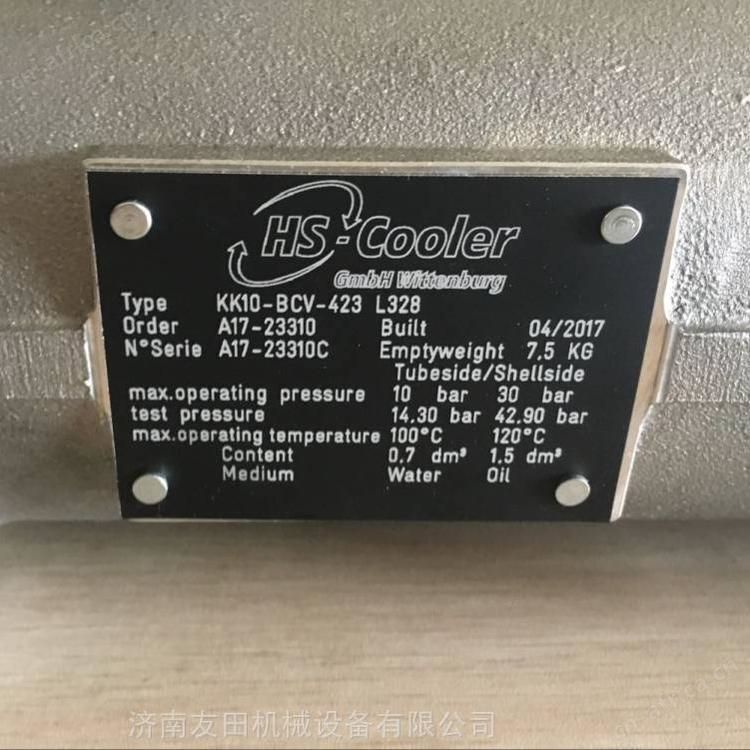 HS-Cooler
GmbH Wittenburg
Type KK10-BCV-423 L328
Order A17-23310 Built 04/2017
N°Serie A17-23310C Emptyweight 7.5 KG
Tubeside/Shellside
max.operating pressure 10 bar 30 bar
test pressure 14.30 bar 42.90 bar
max.operating temperature 100°C 120°C
Content 0.7 dm³ 1.5 dm³
Medium Water Oil
济南友田机械设备有限公司